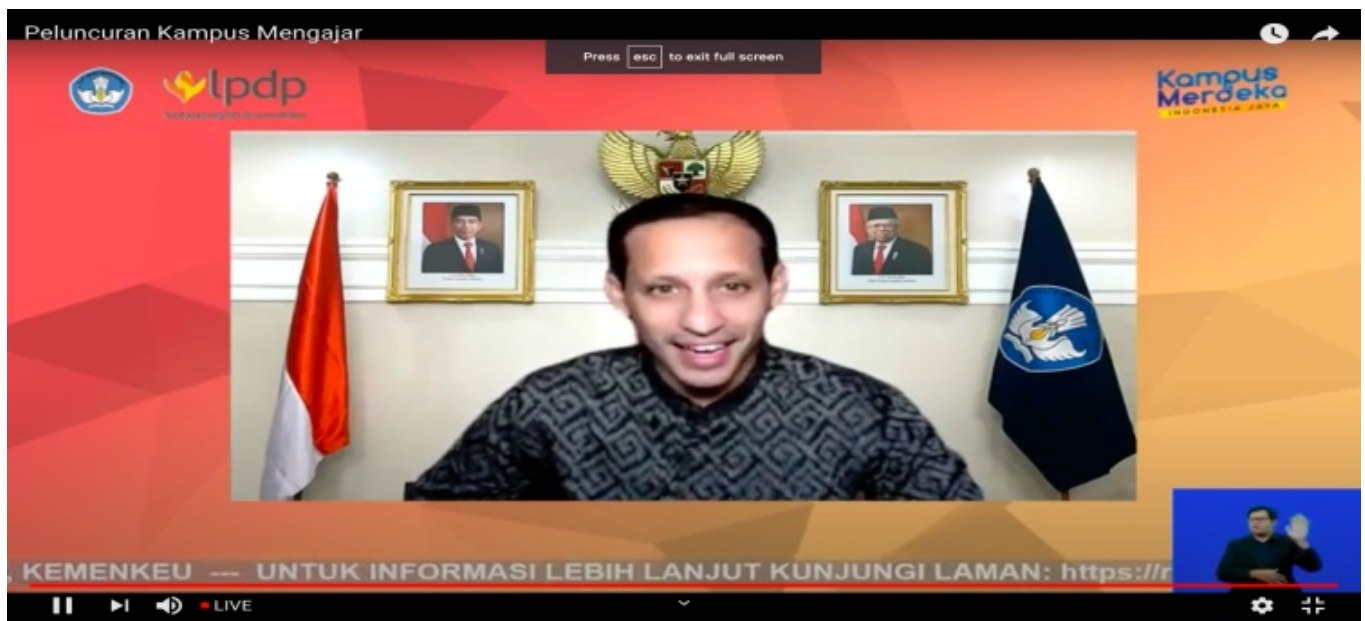 Peluncuran Kampus Mengajar
Press esc to exit full screen
lpdp
Kampus
Merdeka
INDONESIA JAYA
, KEMENKEU --- UNTUK INFORMASI LEBIH LANJUT KUNJUNGI LAMAN: https://
LIVE